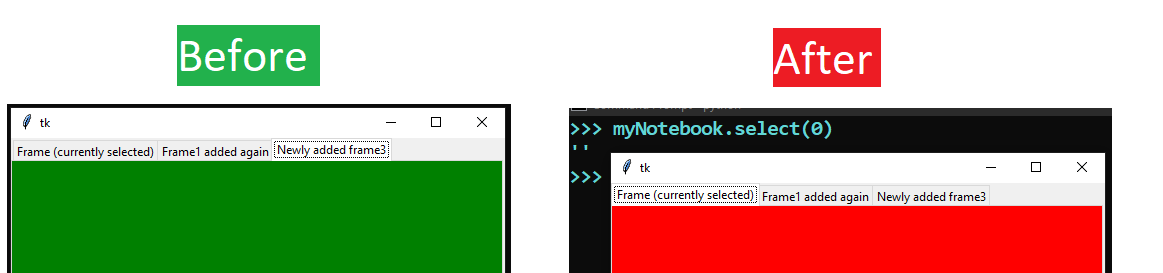 Before
After
tk
Frame (currently selected) Frame1 added again Newly added frame3
>>> myNotebook.select(0)
''
>>>
tk
Frame (currently selected) Frame1 added again Newly added frame3